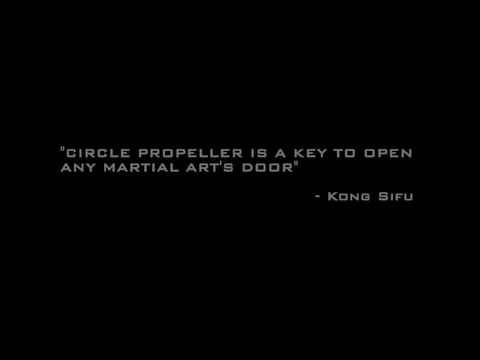 "CIRCLE PROPELLER IS A KEY TO OPEN
ANY MARTIAL ART'S DOOR"
- KONG SIFU